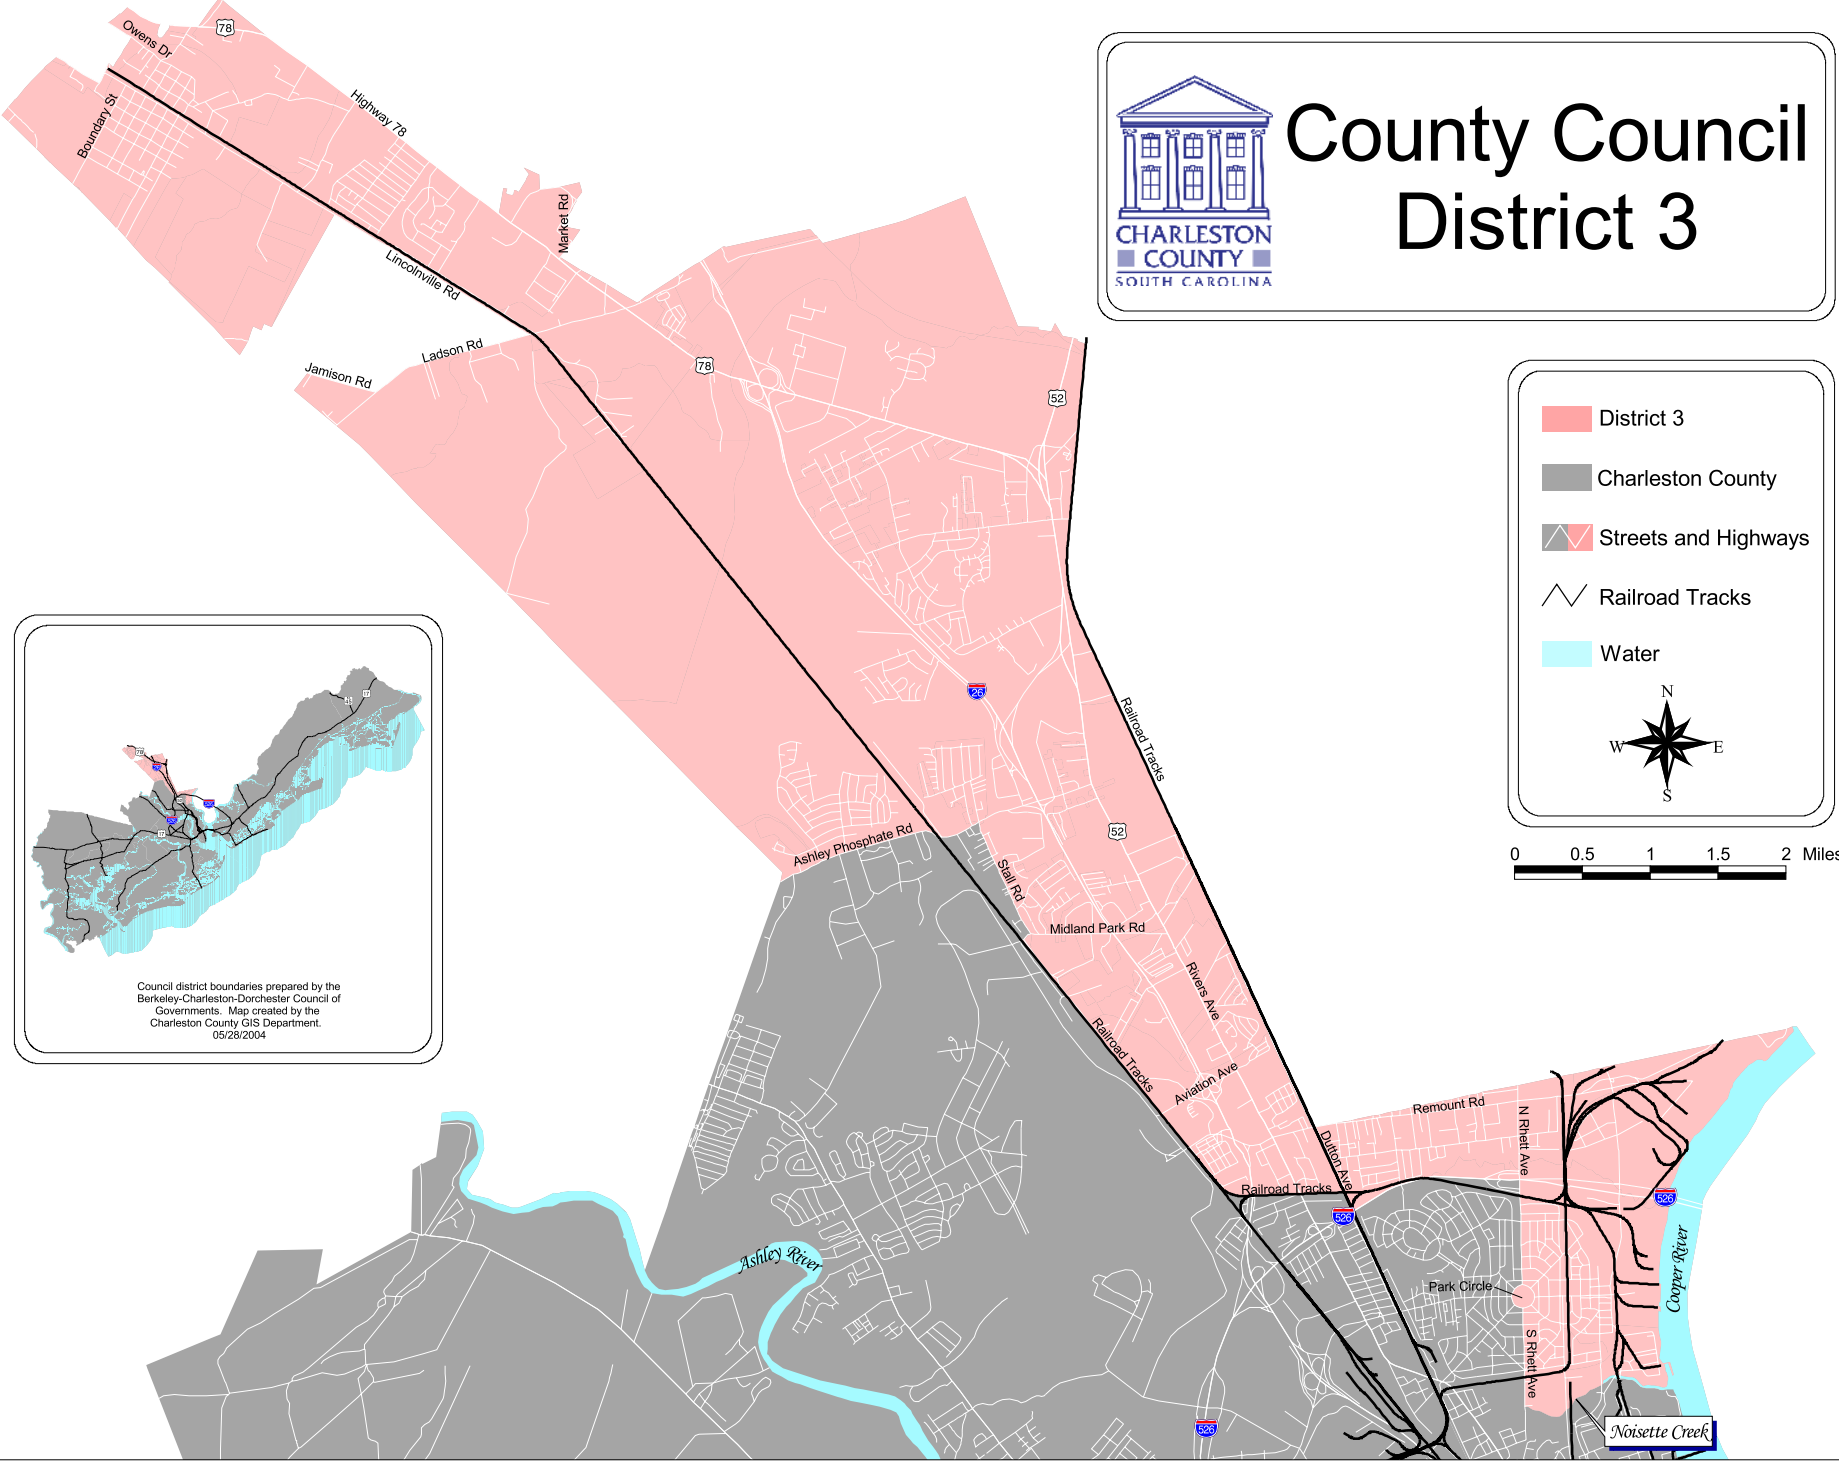 County Council
District 3
CHARLESTON
COUNTY
SOUTH CAROLINA
District 3
Charleston County
Streets and Highways
Railroad Tracks
Water
N
W E
S
0 0.5 1 1.5 2 Miles
Owens Dr
78
Boundary St
Highway 78
Market Rd
Lincolnville Rd
Ladson Rd
Jamison Rd
78
52
26
Railroad Tracks
52
Ashley Phosphate Rd
Stall Rd
Midland Park Rd
Rivers Ave
Railroad Tracks
Aviation Ave
Remount Rd
N Rhett Ave
Dutton Ave
Railroad Tracks
526
526
Ashley River
Cooper River
Park Circle
S Rhett Ave
526
Noisette Creek
17
78
17
Council district boundaries prepared by the
Berkeley-Charleston-Dorchester Council of
Governments. Map created by the
Charleston County GIS Department.
05/28/2004